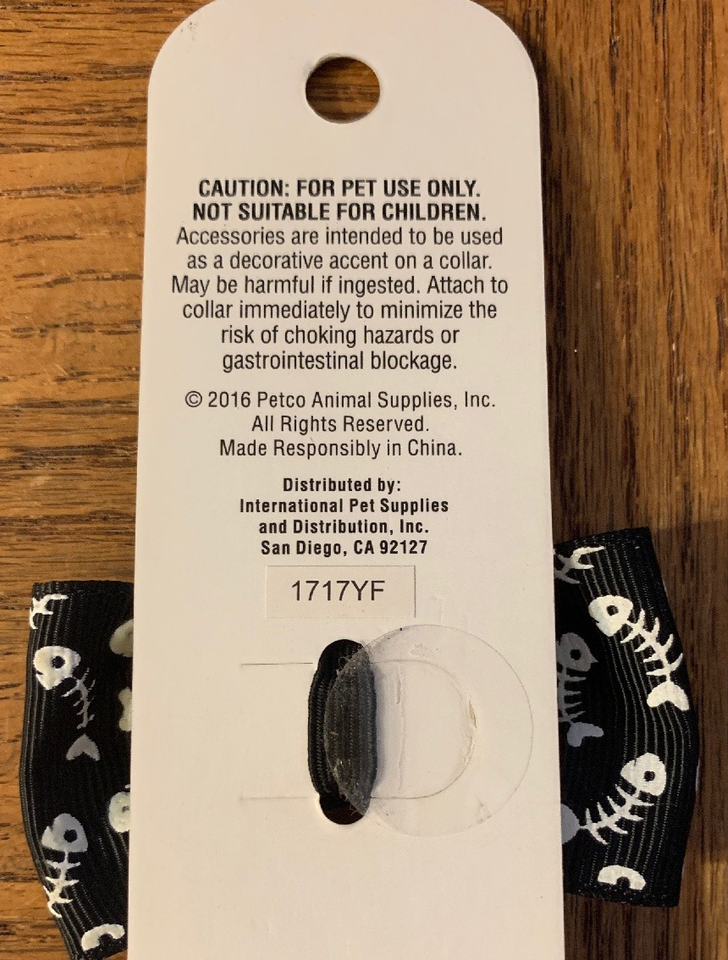 CAUTION: FOR PET USE ONLY.
NOT SUITABLE FOR CHILDREN.
Accessories are intended to be used
as a decorative accent on a collar.
May be harmful if ingested. Attach to
collar immediately to minimize the
risk of choking hazards or
gastrointestinal blockage.
© 2016 Petco Animal Supplies, Inc.
All Rights Reserved.
Made Responsibly in China.
Distributed by:
International Pet Supplies
and Distribution, Inc.
San Diego, CA 92127
1717YF